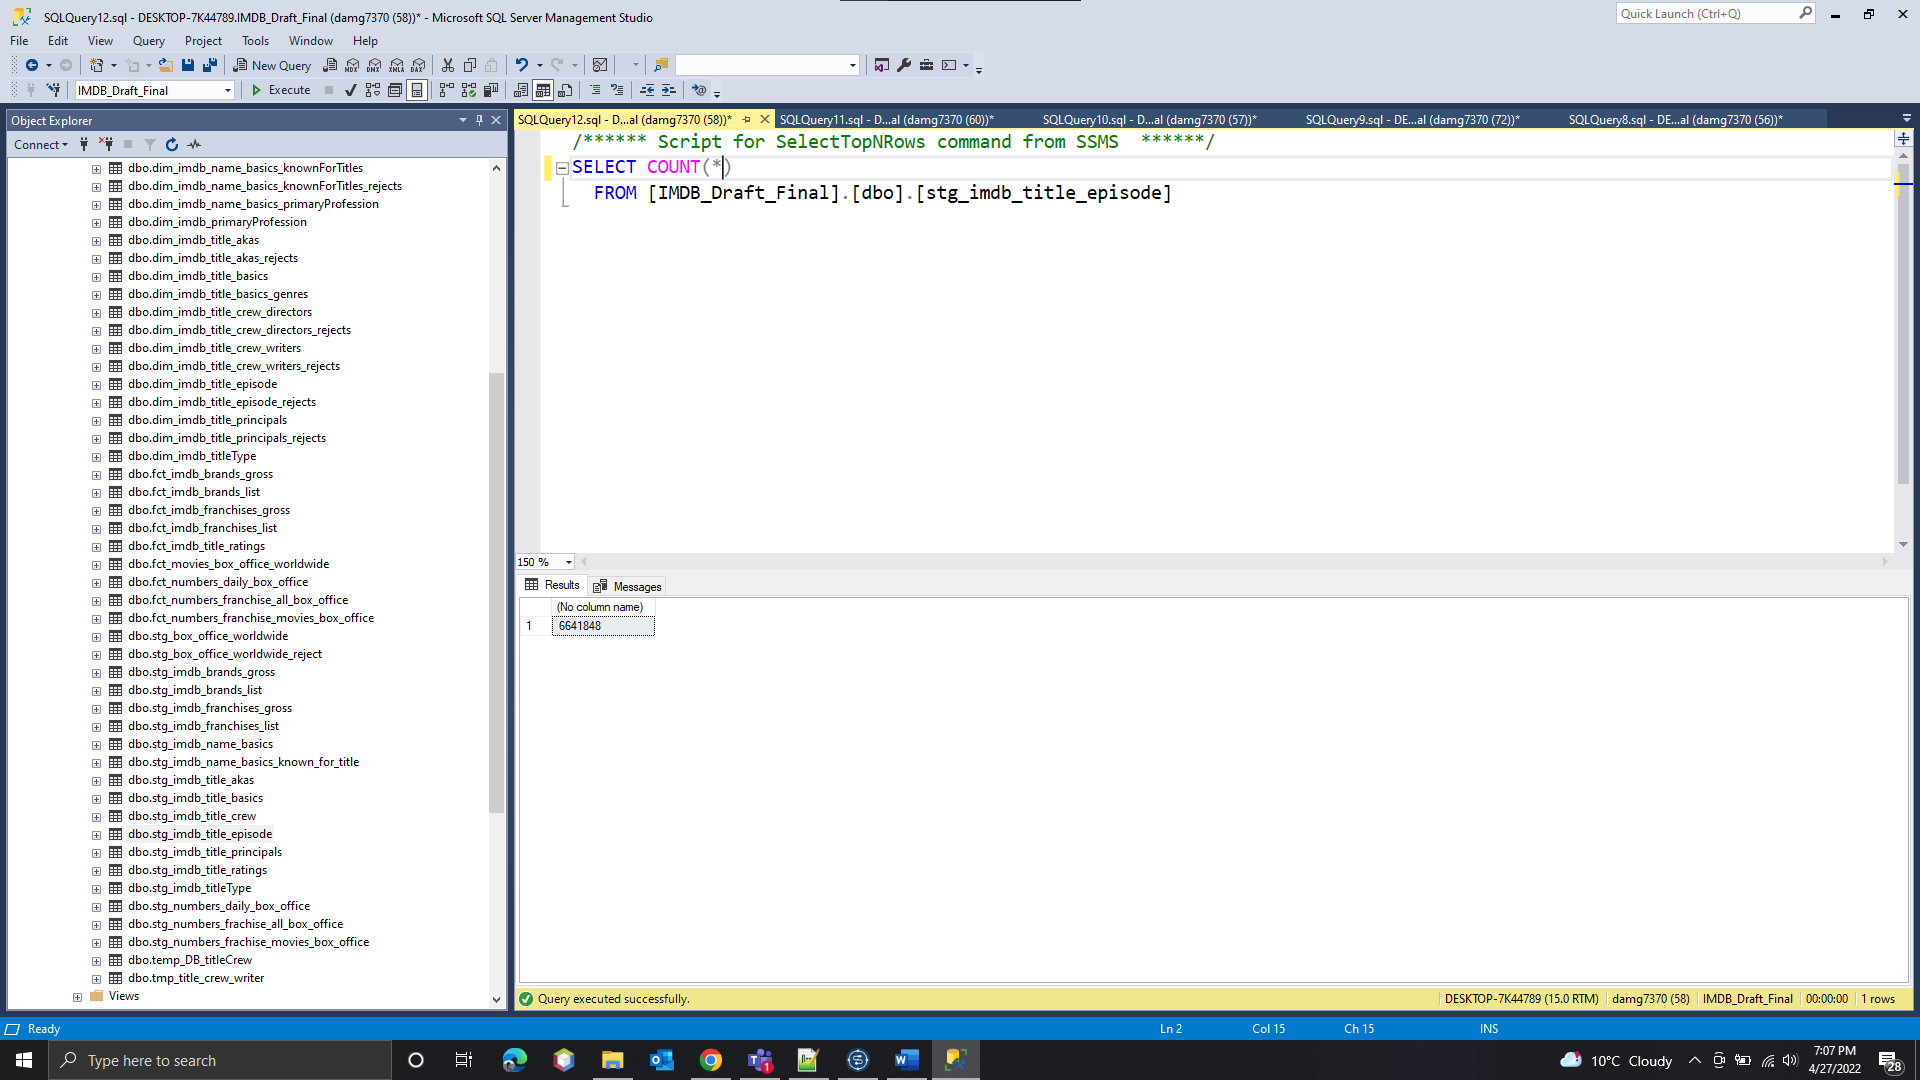 SQLQuery12.sql - DESKTOP-7K44789.IMDB_Draft_Final (damg7370 (58))* - Microsoft SQL Server Management Studio
Quick Launch (Ctrl+Q)
File Edit View Query Project Tools Window Help
New Query
IMDB_Draft_Final
Execute
Object Explorer
Connect
dbo.dim_imdb_name_basics_knownForTitles
dbo.dim_imdb_name_basics_knownForTitles_rejects
dbo.dim_imdb_name_basics_primaryProfession
dbo.dim_imdb_primaryProfession
dbo.dim_imdb_title_akas
dbo.dim_imdb_title_akas_rejects
dbo.dim_imdb_title_basics
dbo.dim_imdb_title_basics_genres
dbo.dim_imdb_title_crew_directors
dbo.dim_imdb_title_crew_directors_rejects
dbo.dim_imdb_title_crew_writers
dbo.dim_imdb_title_crew_writers_rejects
dbo.dim_imdb_title_episode
dbo.dim_imdb_title_episode_rejects
dbo.dim_imdb_title_principals
dbo.dim_imdb_title_principals_rejects
dbo.dim_imdb_titleType
dbo.fct_imdb_brands_gross
dbo.fct_imdb_brands_list
dbo.fct_imdb_franchises_gross
dbo.fct_imdb_franchises_list
dbo.fct_imdb_title_ratings
dbo.fct_movies_box_office_worldwide
dbo.fct_numbers_daily_box_office
dbo.fct_numbers_franchise_all_box_office
dbo.fct_numbers_franchise_movies_box_office
dbo.stg_box_office_worldwide
dbo.stg_box_office_worldwide_reject
dbo.stg_imdb_brands_gross
dbo.stg_imdb_brands_list
dbo.stg_imdb_franchises_gross
dbo.stg_imdb_franchises_list
dbo.stg_imdb_name_basics
dbo.stg_imdb_name_basics_known_for_title
dbo.stg_imdb_title_akas
dbo.stg_imdb_title_basics
dbo.stg_imdb_title_crew
dbo.stg_imdb_title_episode
dbo.stg_imdb_title_principals
dbo.stg_imdb_title_ratings
dbo.stg_imdb_titleType
dbo.stg_numbers_daily_box_office
dbo.stg_numbers_frachise_all_box_office
dbo.stg_numbers_frachise_movies_box_office
dbo.temp_DB_titleCrew
dbo.tmp_title_crew_writer
Views
SQLQuery12.sql - D...al (damg7370 (58))* SQLQuery11.sql - D...al (damg7370 (60))* SQLQuery10.sql - D...al (damg7370 (57))* SQLQuery9.sql - DE...al (damg7370 (72))* SQLQuery8.sql - DE...al (damg7370 (56))*
/****** Script for SelectTopNRows command from SSMS ******/
SELECT COUNT(*)
FROM [IMDB_Draft_Final].[dbo].[stg_imdb_title_episode]
150 %
Results Messages
(No column name)
1 6641848
Query executed successfully.
DESKTOP-7K44789 (15.0 RTM) damg7370 (58) IMDB_Draft_Final 00:00:00 1 rows
Ready Ln 2 Col 15 Ch 15 INS
Type here to search
1
10°C Cloudy
7:07 PM
4/27/2022
28